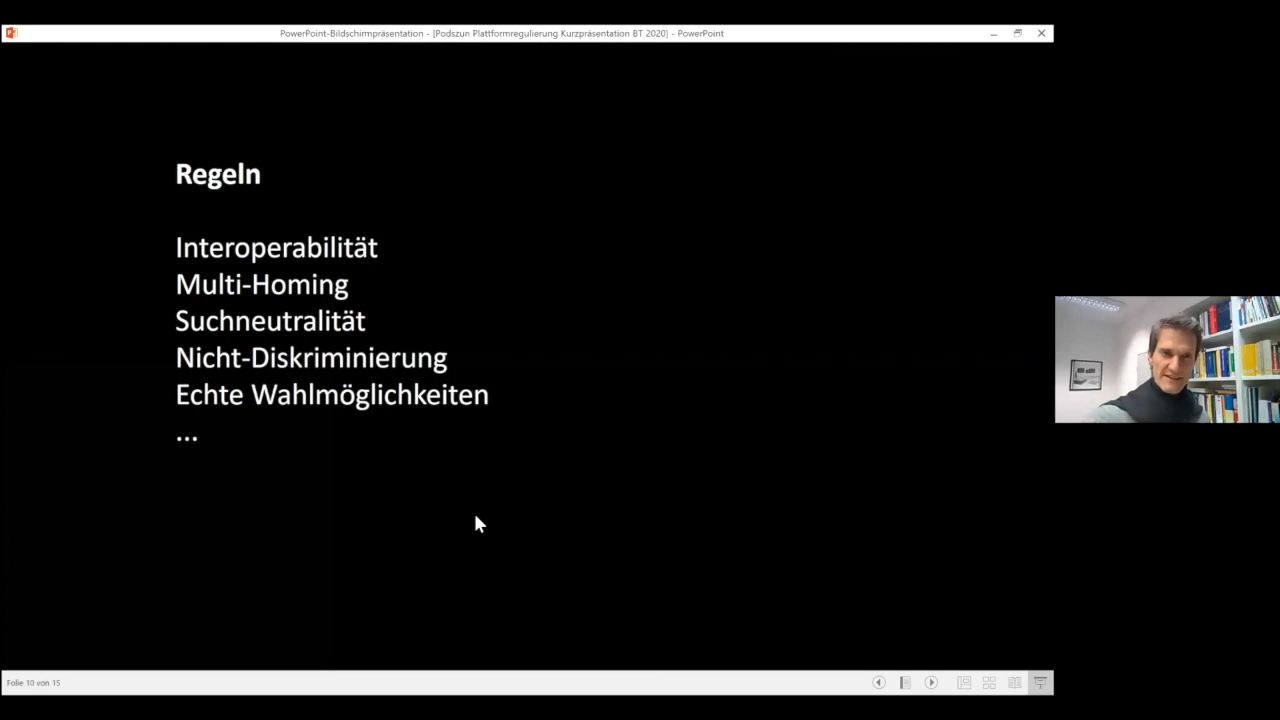 PowerPoint-Bildschirmpräsentation - [Podszun Plattformregulierung Kurzpräsentation BT 2020] - PowerPoint
Regeln
Interoperabilität
Multi-Homing
Suchneutralität
Nicht-Diskriminierung
Echte Wahlmöglichkeiten
...
Folie 10 von 15